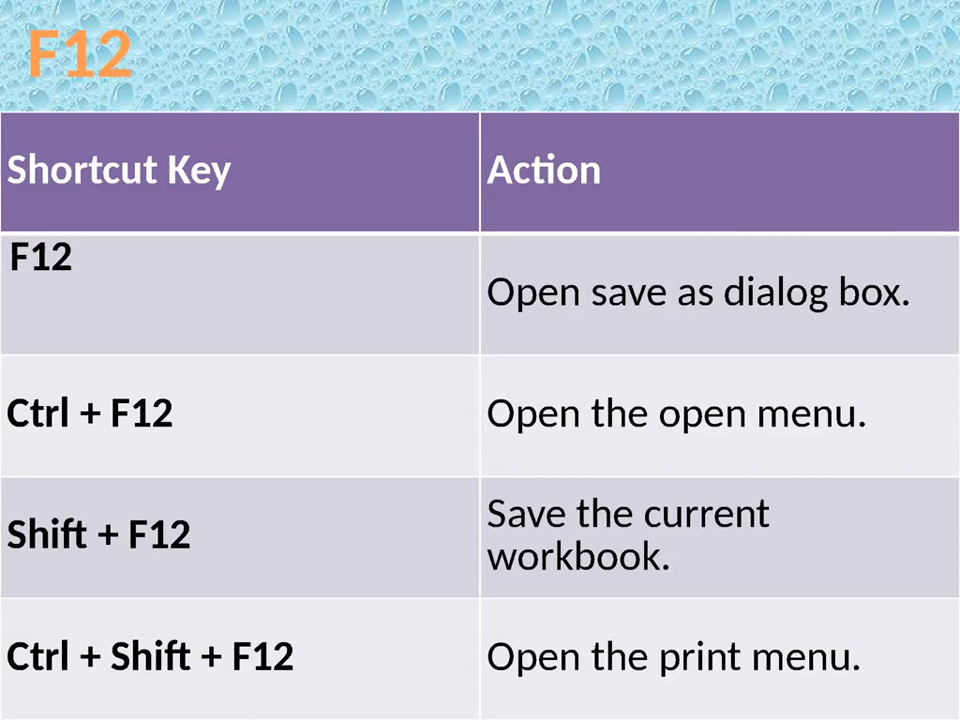 F12
Shortcut Key
Action
F12
Open save as dialog box.
Ctrl + F12
Open the open menu.
Shift + F12
Save the current
workbook.
Ctrl + Shift + F12
Open the print menu.